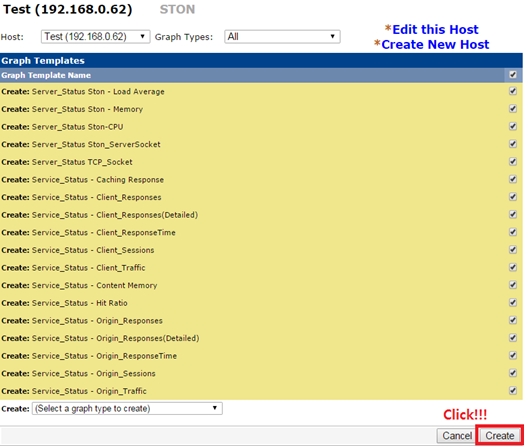 Test (192.168.0.62) STON
Host: Test (192.168.0.62) Graph Types: All
*Edit this Host
*Create New Host
Graph Templates
Graph Template Name
Create: Server_Status Ston - Load Average
Create: Server_Status Ston - Memory
Create: Server_Status Ston-CPU
Create: Server_Status Ston_ServerSocket
Create: Server_Status TCP_Socket
Create: Service_Status - Caching Response
Create: Service_Status - Client_Responses
Create: Service_Status - Client_Responses(Detailed)
Create: Service_Status - Client_ResponseTime
Create: Service_Status - Client_Sessions
Create: Service_Status - Client_Traffic
Create: Service_Status - Content Memory
Create: Service_Status - Hit Ratio
Create: Service_Status - Origin_Responses
Create: Service_Status - Origin_Responses(Detailed)
Create: Service_Status - Origin_ResponseTime
Create: Service_Status - Origin_Sessions
Create: Service_Status - Origin_Traffic
Create: (Select a graph type to create)
Click!!!
Cancel Create